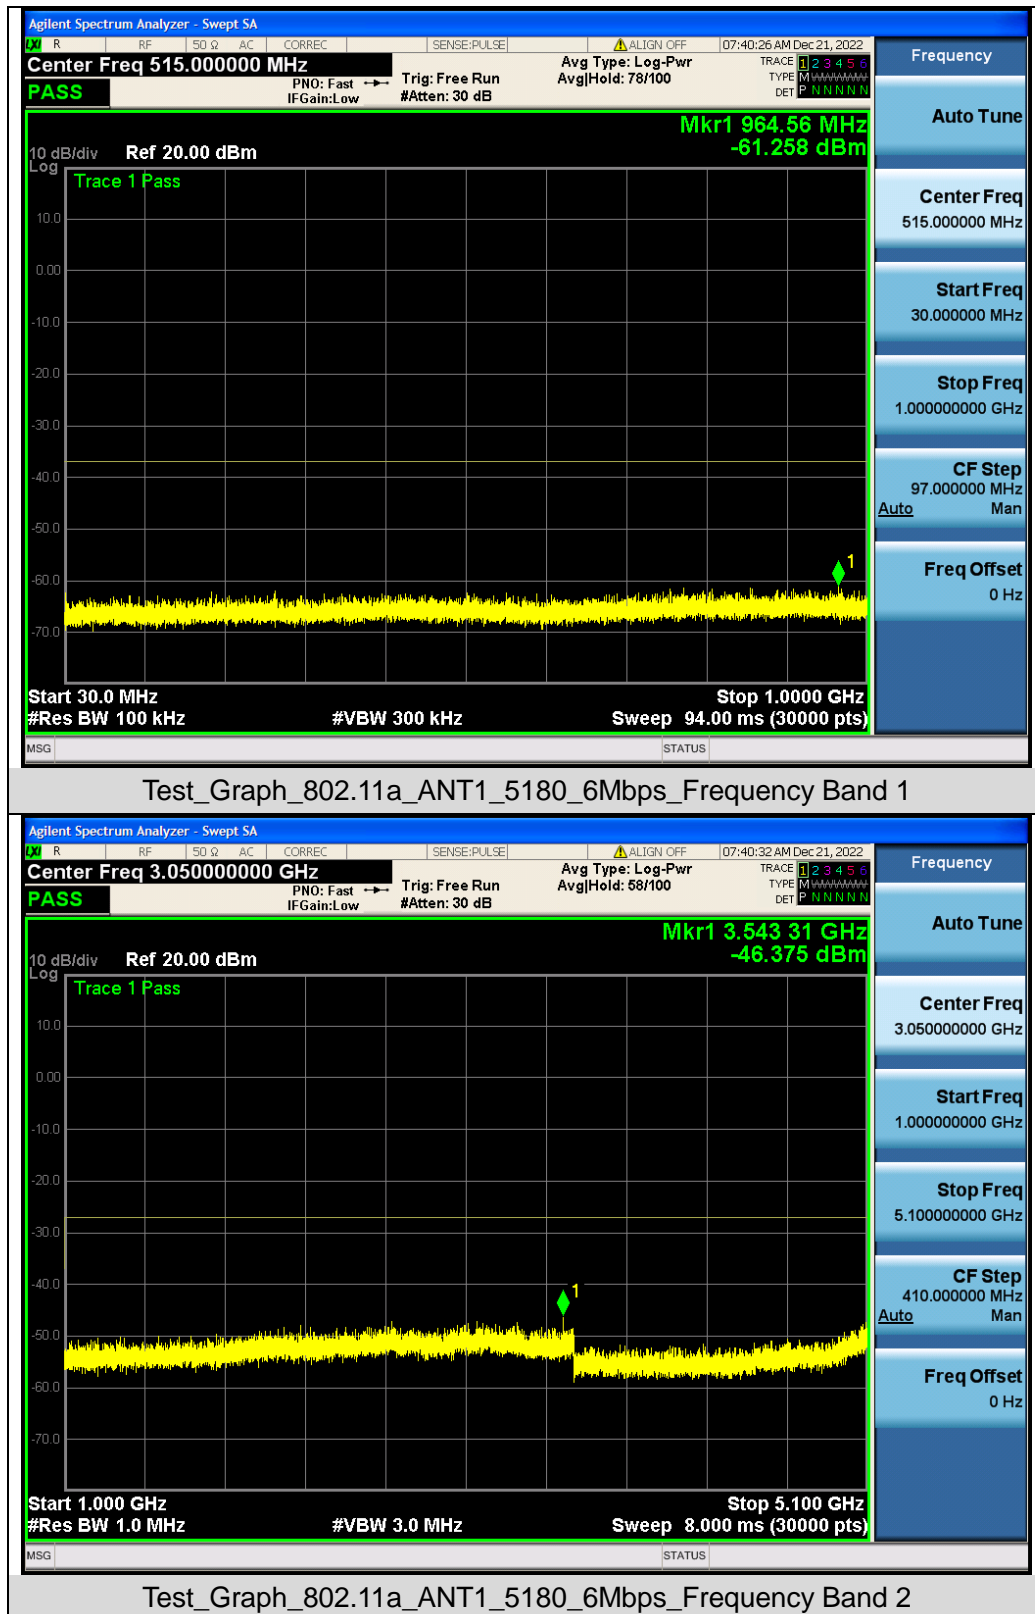 Agilent Spectrum Analyzer - Swept SA
LXI R RF 50 Ω AC CORREC SENSE:PULSE ALIGN OFF 07:40:26 AM Dec 21, 2022
Center Freq 515.000000 MHz
PNO: Fast
IFGain:Low
Trig: Free Run
#Atten: 30 dB
Avg Type: Log-Pwr
Avg|Hold: 78/100
TRACE 1 2 3 4 5 6
TYPE M
DET P N N N N N
PASS
Mkr1 964.56 MHz
-61.258 dBm
10 dB/div
Log
Ref 20.00 dBm
Trace 1 Pass
10.0
0.00
-10.0
-20.0
-30.0
-40.0
-50.0
-60.0
-70.0
1
Start 30.0 MHz
Stop 1.0000 GHz
#Res BW 100 kHz
#VBW 300 kHz
Sweep 94.00 ms (30000 pts)
MSG
STATUS
Frequency
Auto Tune
Center Freq
515.000000 MHz
Start Freq
30.000000 MHz
Stop Freq
1.000000000 GHz
CF Step
97.000000 MHz
Auto Man
Freq Offset
0 Hz
Test_Graph_802.11a_ANT1_5180_6Mbps_Frequency Band 1
Agilent Spectrum Analyzer - Swept SA
LXI R RF 50 Ω AC CORREC SENSE:PULSE ALIGN OFF 07:40:32 AM Dec 21, 2022
Center Freq 3.050000000 GHz
PNO: Fast
IFGain:Low
Trig: Free Run
#Atten: 30 dB
Avg Type: Log-Pwr
Avg|Hold: 58/100
TRACE 1 2 3 4 5 6
TYPE M
DET P N N N N N
PASS
Mkr1 3.543 31 GHz
-46.375 dBm
10 dB/div
Log
Ref 20.00 dBm
Trace 1 Pass
10.0
0.00
-10.0
-20.0
-30.0
-40.0
-50.0
-60.0
-70.0
1
Start 1.000 GHz
Stop 5.100 GHz
#Res BW 1.0 MHz
#VBW 3.0 MHz
Sweep 8.000 ms (30000 pts)
MSG
STATUS
Frequency
Auto Tune
Center Freq
3.050000000 GHz
Start Freq
1.000000000 GHz
Stop Freq
5.100000000 GHz
CF Step
410.000000 MHz
Auto Man
Freq Offset
0 Hz
Test_Graph_802.11a_ANT1_5180_6Mbps_Frequency Band 2